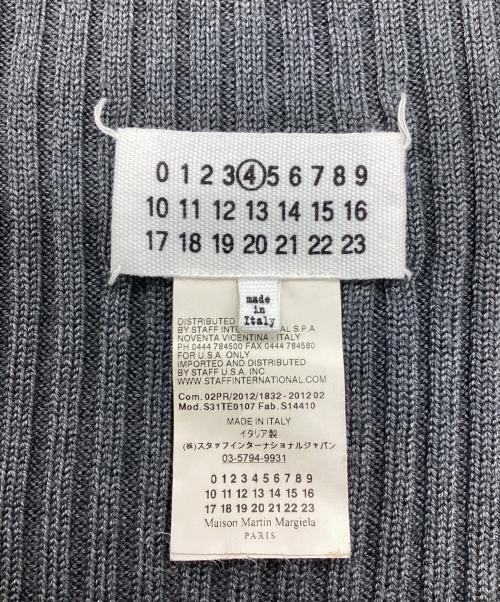 0 1 2 3 4 5 6 7 8 9
10 11 12 13 14 15 16
17 18 19 20 21 22 23
made
in
Italy
DISTRIBUTED
BY STAFF INTE AL S.P.A.
NOVENTA VICENTINA - ITALY
PH 0444 784500 FAX 0444 784580
FOR U.S.A. ONLY
IMPORTED AND DISTRIBUTED
BY STAFF U.S.A. INC
WWW.STAFFINTERNATIONAL.COM
Com. 02PR/2012/1832 - 2012 02
Mod. S31TE0107 Fab. S14410
MADE IN ITALY
イタリア製
(株)スタッフインターナショナルジャパン
03-5794-9931
0 1 2 3 4 5 6 7 8 9
10 11 12 13 14 15 16
17 18 19 20 21 22 23
Maison Martin Margiela
PARIS